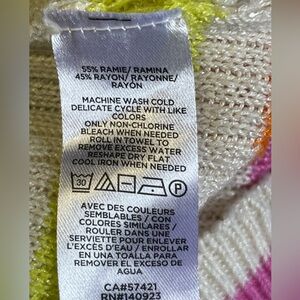 55% RAMIE/ RAMINA
45% RAYON/ RAYONNE/
RAYON
MACHINE WASH COLD
DELICATE CYCLE WITH LIKE
COLORS
ONLY NON-CHLORINE
BLEACH WHEN NEEDED
ROLL IN TOWEL TO
REMOVE EXCESS WATER
RESHAPE DRY FLAT
COOL IRON WHEN NEEDED
30 P
AVEC DES COULEURS
SEMBLABLES / CON
COLORES SIMILARES /
ROULER DANS UNE
SERVIETTE POUR ENLEVER
L'EXCÈS D'EAU / ENROLLAR
EN UNA TOALLA PARA
REMOVER EL EXCESO DE
AGUA
CA#57421
RN#140923